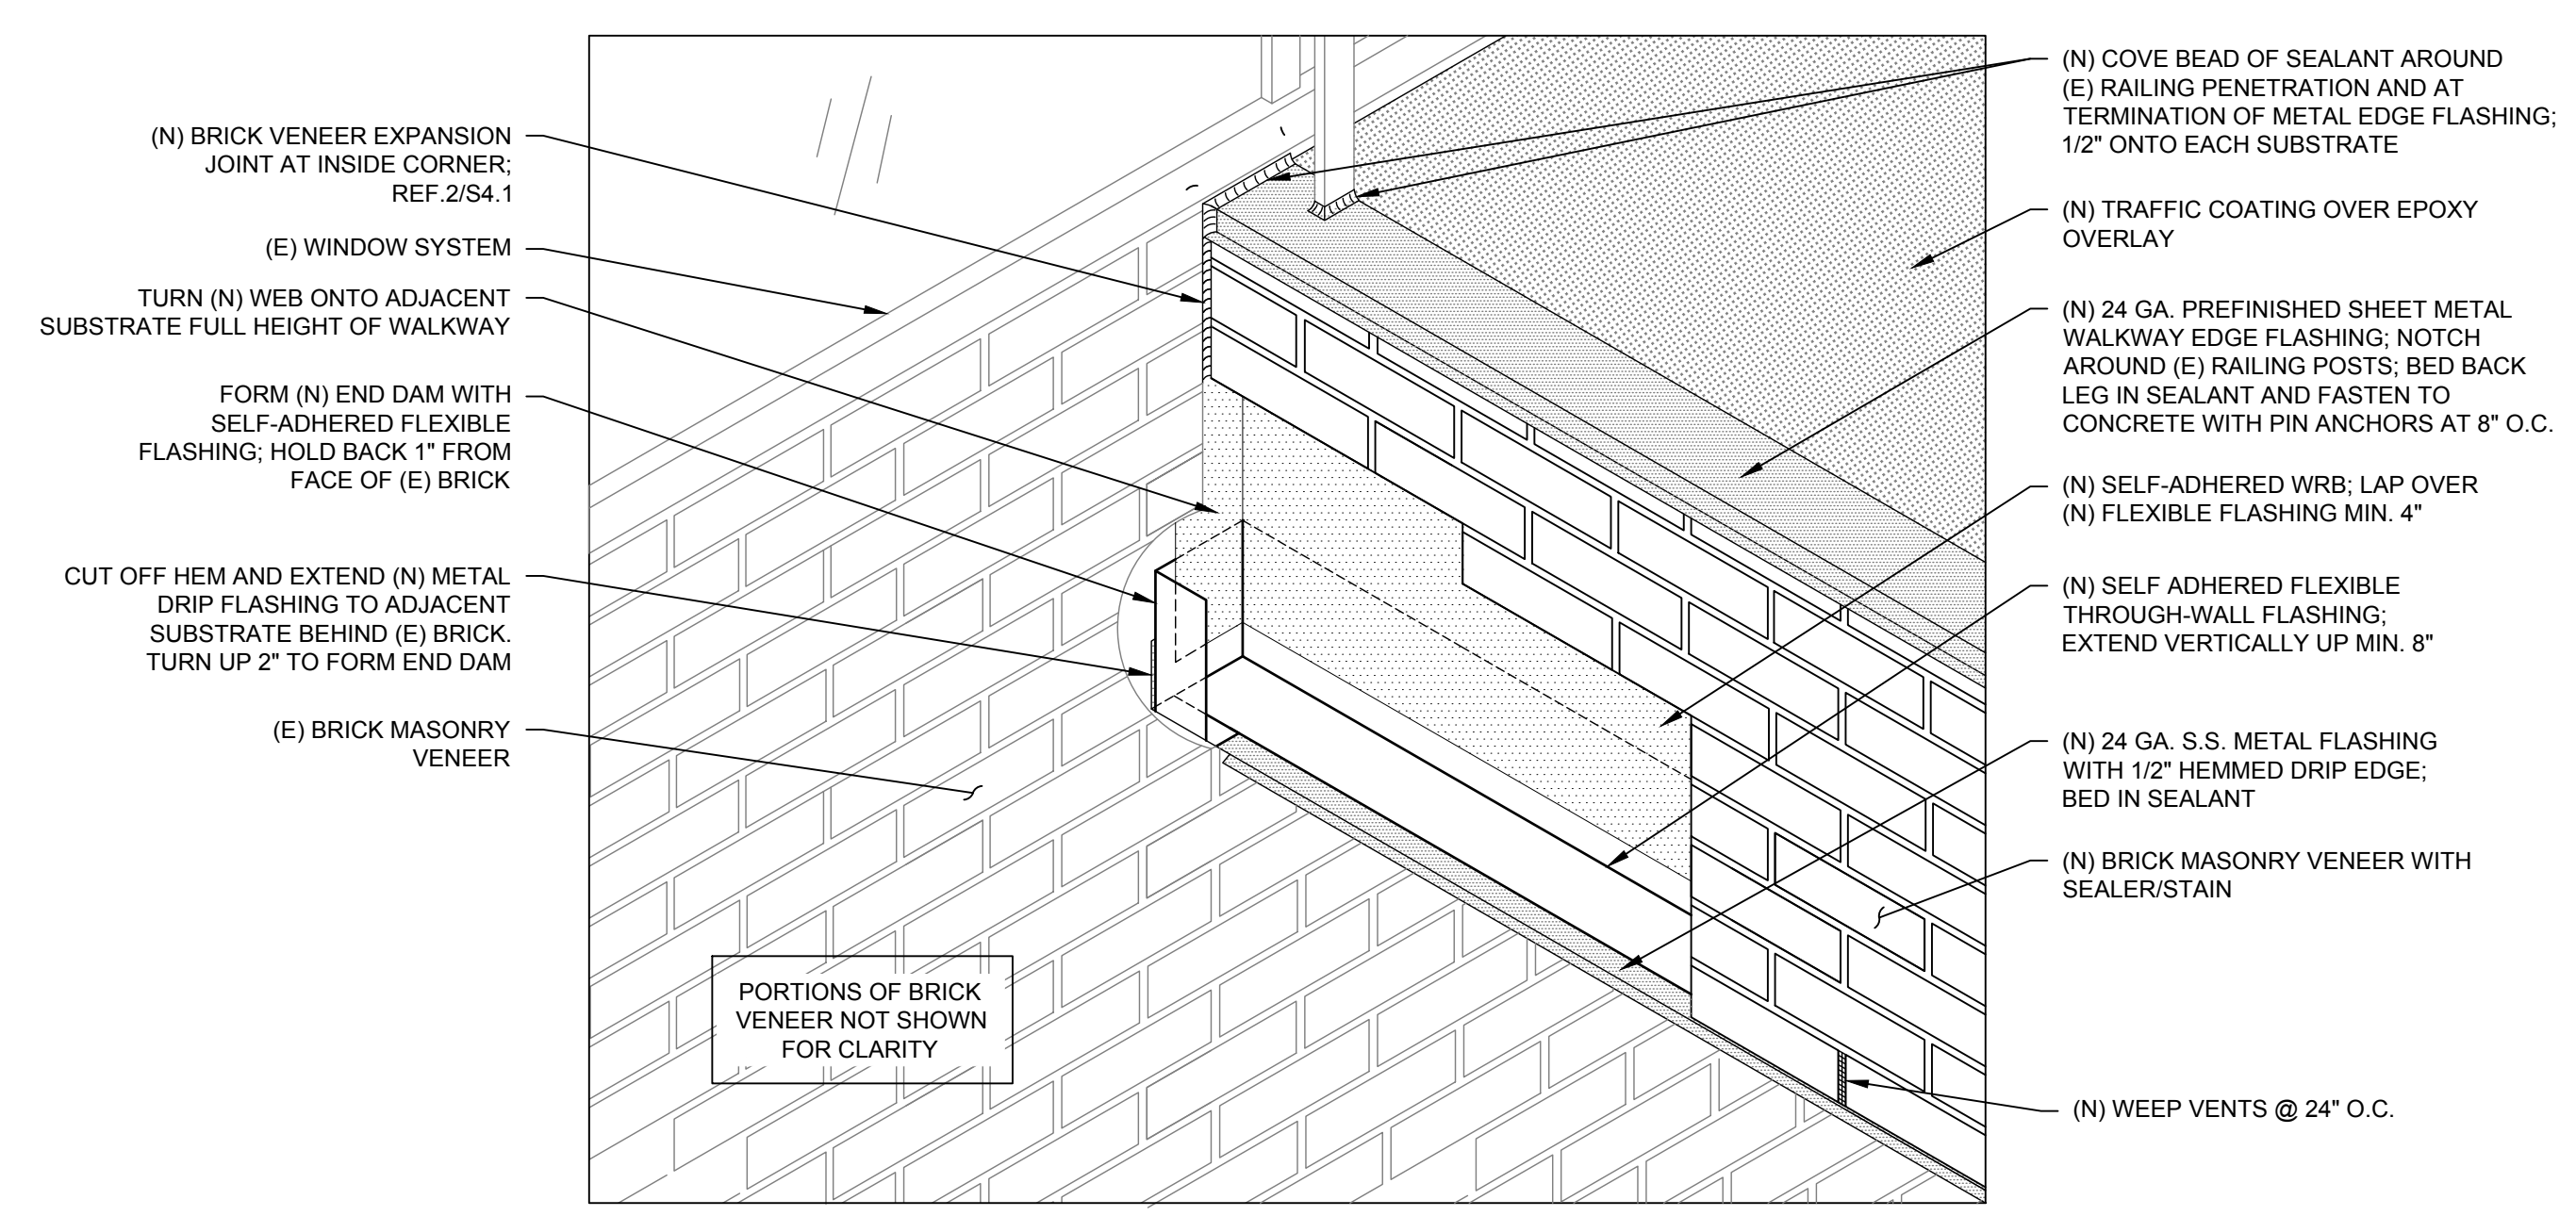 (N) BRICK VENEER EXPANSION
JOINT AT INSIDE CORNER;
REF.2/S4.1
(E) WINDOW SYSTEM
TURN (N) WEB ONTO ADJACENT
SUBSTRATE FULL HEIGHT OF WALKWAY
FORM (N) END DAM WITH
SELF-ADHERED FLEXIBLE
FLASHING; HOLD BACK 1" FROM
FACE OF (E) BRICK
CUT OFF HEM AND EXTEND (N) METAL
DRIP FLASHING TO ADJACENT
SUBSTRATE BEHIND (E) BRICK.
TURN UP 2" TO FORM END DAM
(E) BRICK MASONRY
VENEER
PORTIONS OF BRICK
VENEER NOT SHOWN
FOR CLARITY
(N) COVE BEAD OF SEALANT AROUND
(E) RAILING PENETRATION AND AT
TERMINATION OF METAL EDGE FLASHING;
1/2" ONTO EACH SUBSTRATE
(N) TRAFFIC COATING OVER EPOXY
OVERLAY
(N) 24 GA. PREFINISHED SHEET METAL
WALKWAY EDGE FLASHING; NOTCH
AROUND (E) RAILING POSTS; BED BACK
LEG IN SEALANT AND FASTEN TO
CONCRETE WITH PIN ANCHORS AT 8" O.C.
(N) SELF-ADHERED WRB; LAP OVER
(N) FLEXIBLE FLASHING MIN. 4"
(N) SELF ADHERED FLEXIBLE
THROUGH-WALL FLASHING;
EXTEND VERTICALLY UP MIN. 8"
(N) 24 GA. S.S. METAL FLASHING
WITH 1/2" HEMMED DRIP EDGE;
BED IN SEALANT
(N) BRICK MASONRY VENEER WITH
SEALER/STAIN
(N) WEEP VENTS @ 24" O.C.